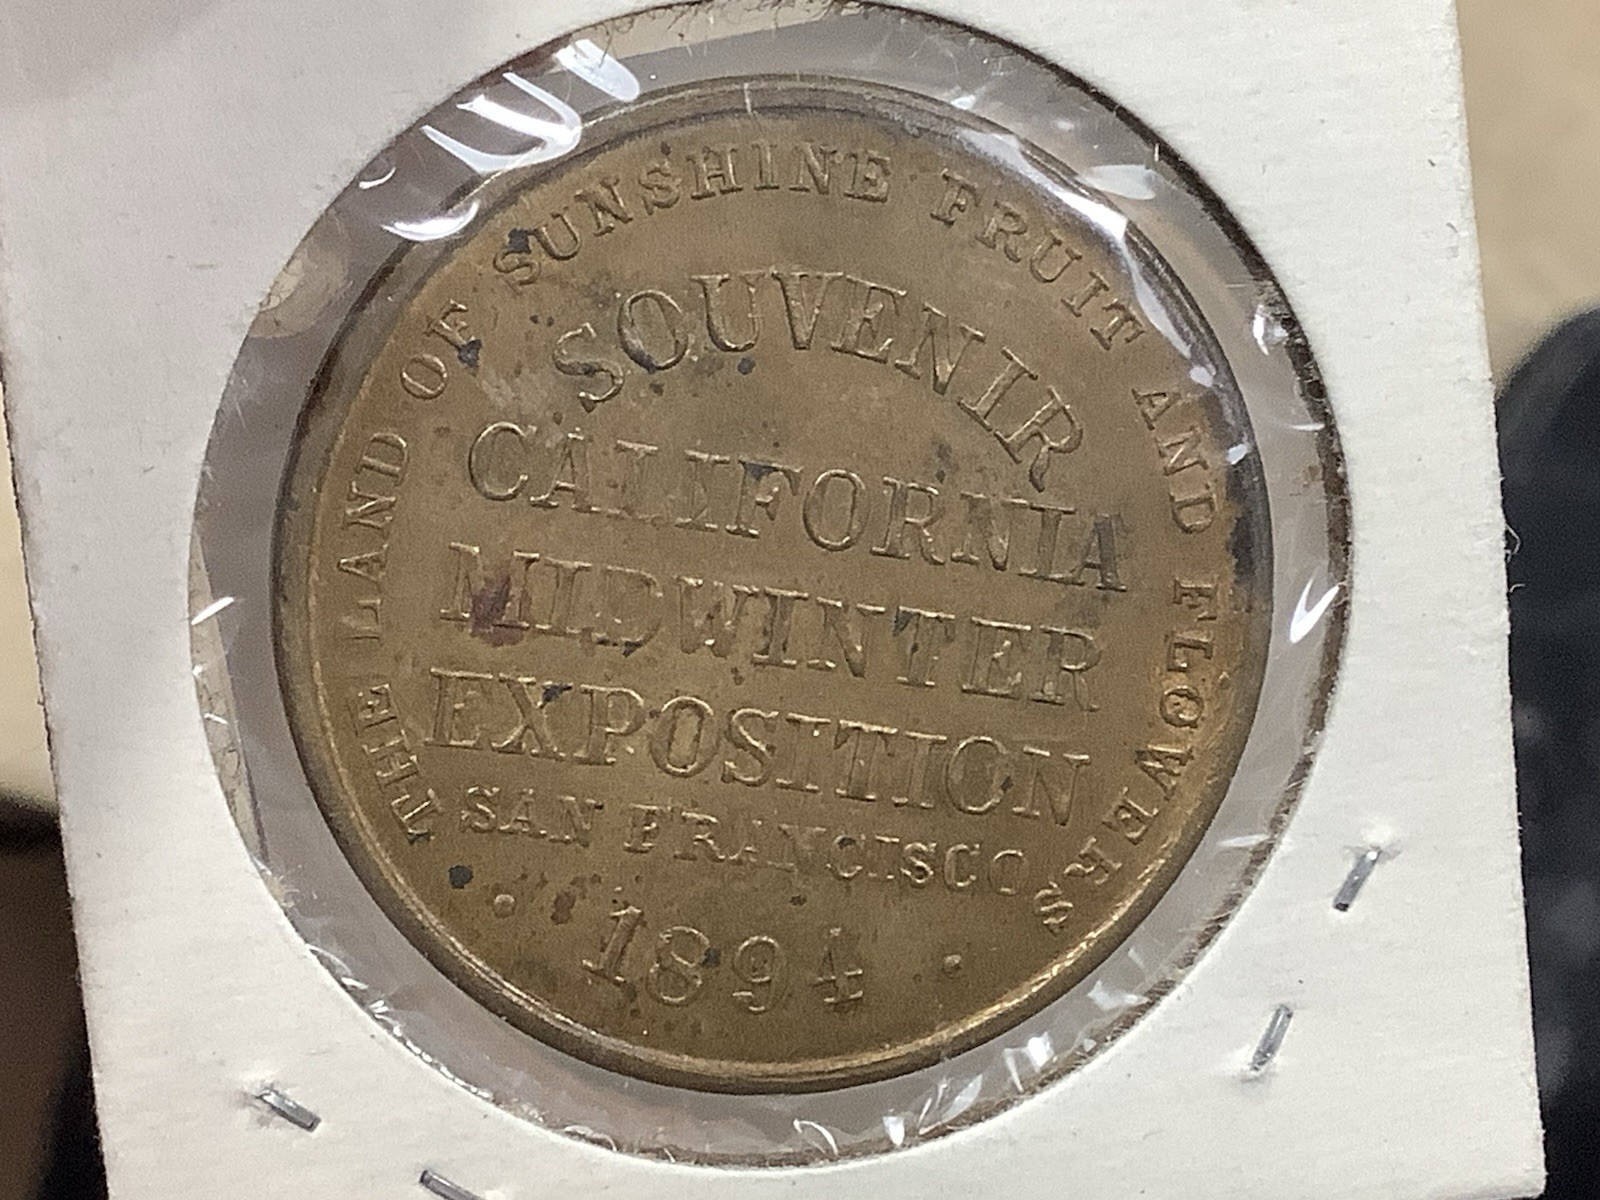 THE LAND OF SUNSHINE FRUIT AND FLOWERS
SOUVENIR
CALIFORNIA
MIDWINTER
EXPOSITION
SAN FRANCISCO
· 1894 ·